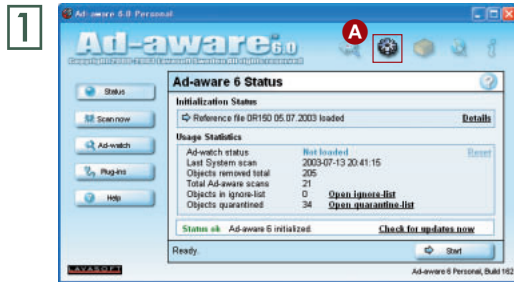 1
Ad-aware 6.0 Personal
Ad-aware 6.0
A
Ad-aware 6 Status
Status
Scan now
Ad-watch
Plug-ins
Help
Initialization Status
Reference file 0R150 05.07.2003 loaded Details
Usage Statistics
Ad-watch status Not loaded Reset
Last System scan 2003-07-13 20:41:15
Objects removed total 205
Total Ad-aware scans 21
Objects in ignore-list 0 Open ignore-list
Objects quarantined 34 Open quarantine-list
Status ok Ad-aware 6 initialized. Check for updates now
Ready. Start
LAVASOFT Ad-aware 6 Personal, Build 162